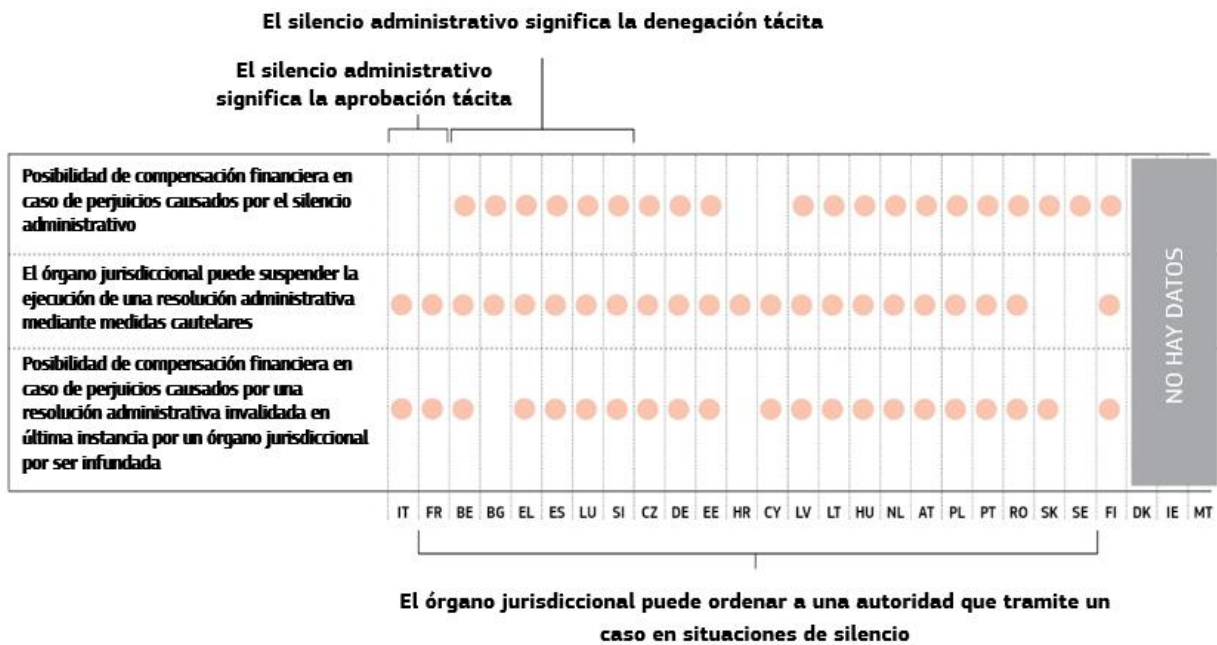 El silencio administrativo significa la denegación tácita
El silencio administrativo
significa la aprobación tácita
Posibilidad de compensación financiera en
caso de perjuicios causados por el silencio
administrativo
El órgano jurisdiccional puede suspender la
ejecución de una resolución administrativa
mediante medidas cautelares
Posibilidad de compensación financiera en
caso de perjuicios causados por una
resolución administrativa invalidada en
última instancia por un órgano jurisdiccional
por ser infundada
NO HAY DATOS
IT FR BE BG EL ES LU SI CZ DE EE HR CY LV LT HU NL AT PL PT RO SK SE FI DK IE MT
El órgano jurisdiccional puede ordenar a una autoridad que tramite un
caso en situaciones de silencio